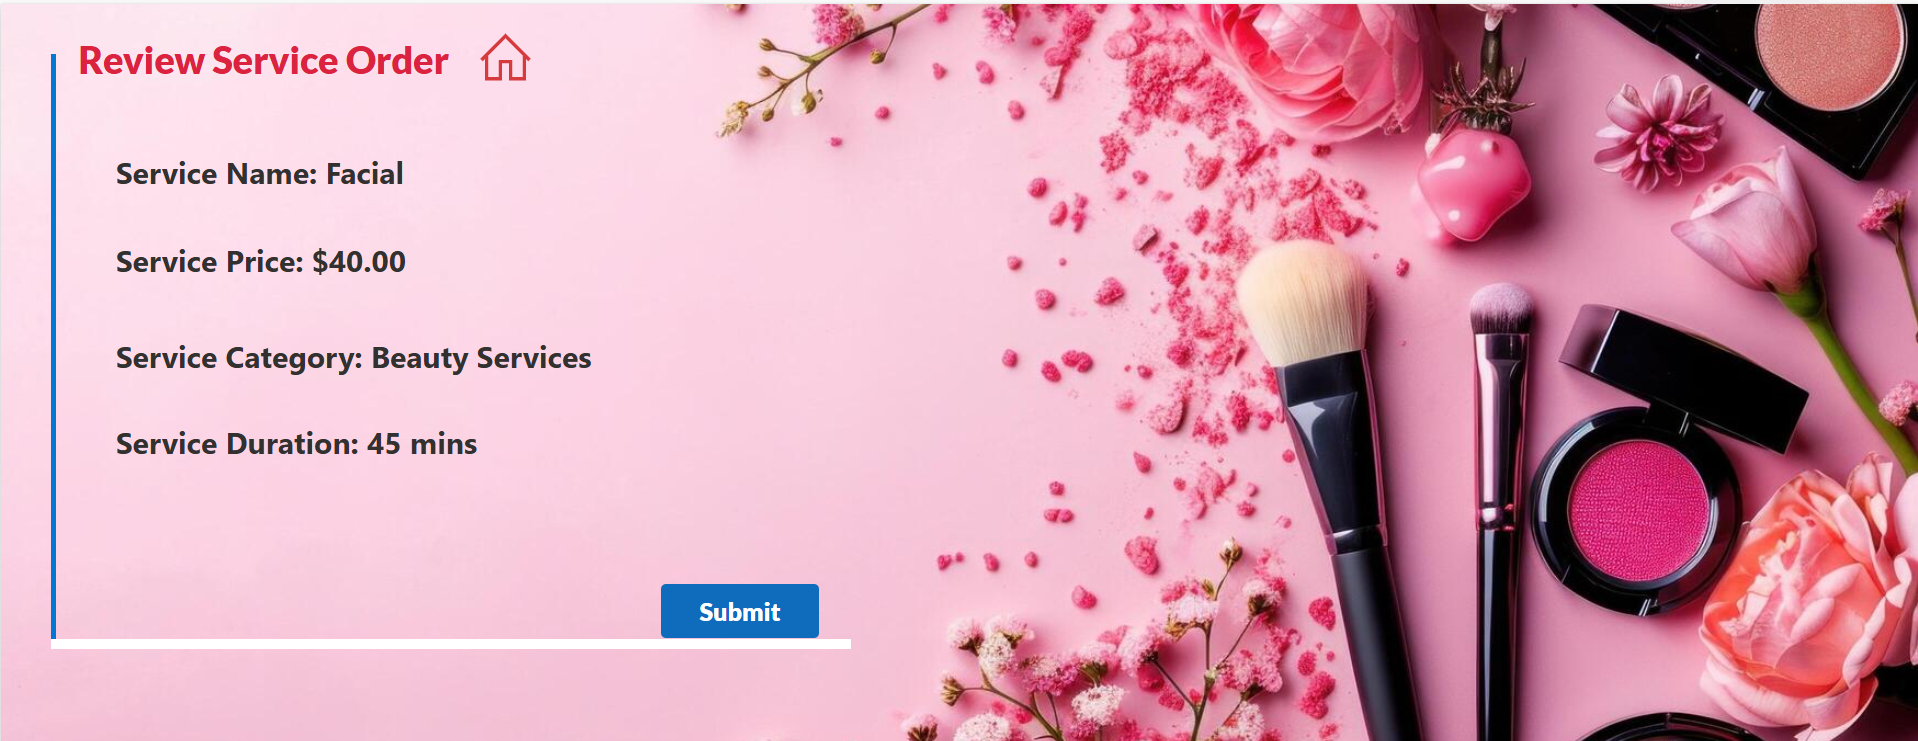 Review Service Order
Service Name: Facial
Service Price: $40.00
Service Category: Beauty Services
Service Duration: 45 mins
Submit